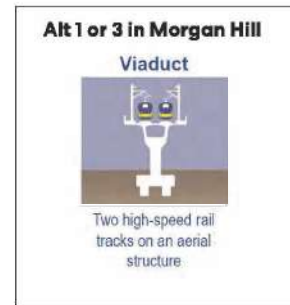 Alt 1 or 3 in Morgan Hill
Viaduct
Two high-speed rail
tracks on an aerial
structure